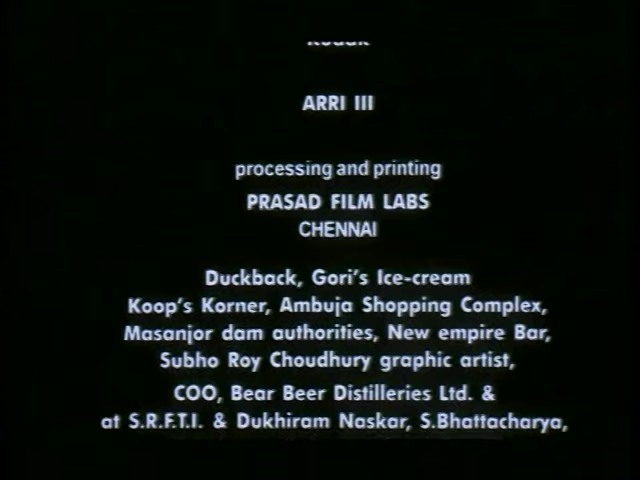 ARRI III
processing and printing
PRASAD FILM LABS
CHENNAI
Duckback, Gori's Ice-cream
Koop's Korner, Ambuja Shopping Complex,
Masanjor dam authorities, New empire Bar,
Subho Roy Choudhury graphic artist,
COO, Bear Beer Distilleries Ltd. &
at S.R.F.T.I. & Dukhiram Naskar, S.Bhattacharya,